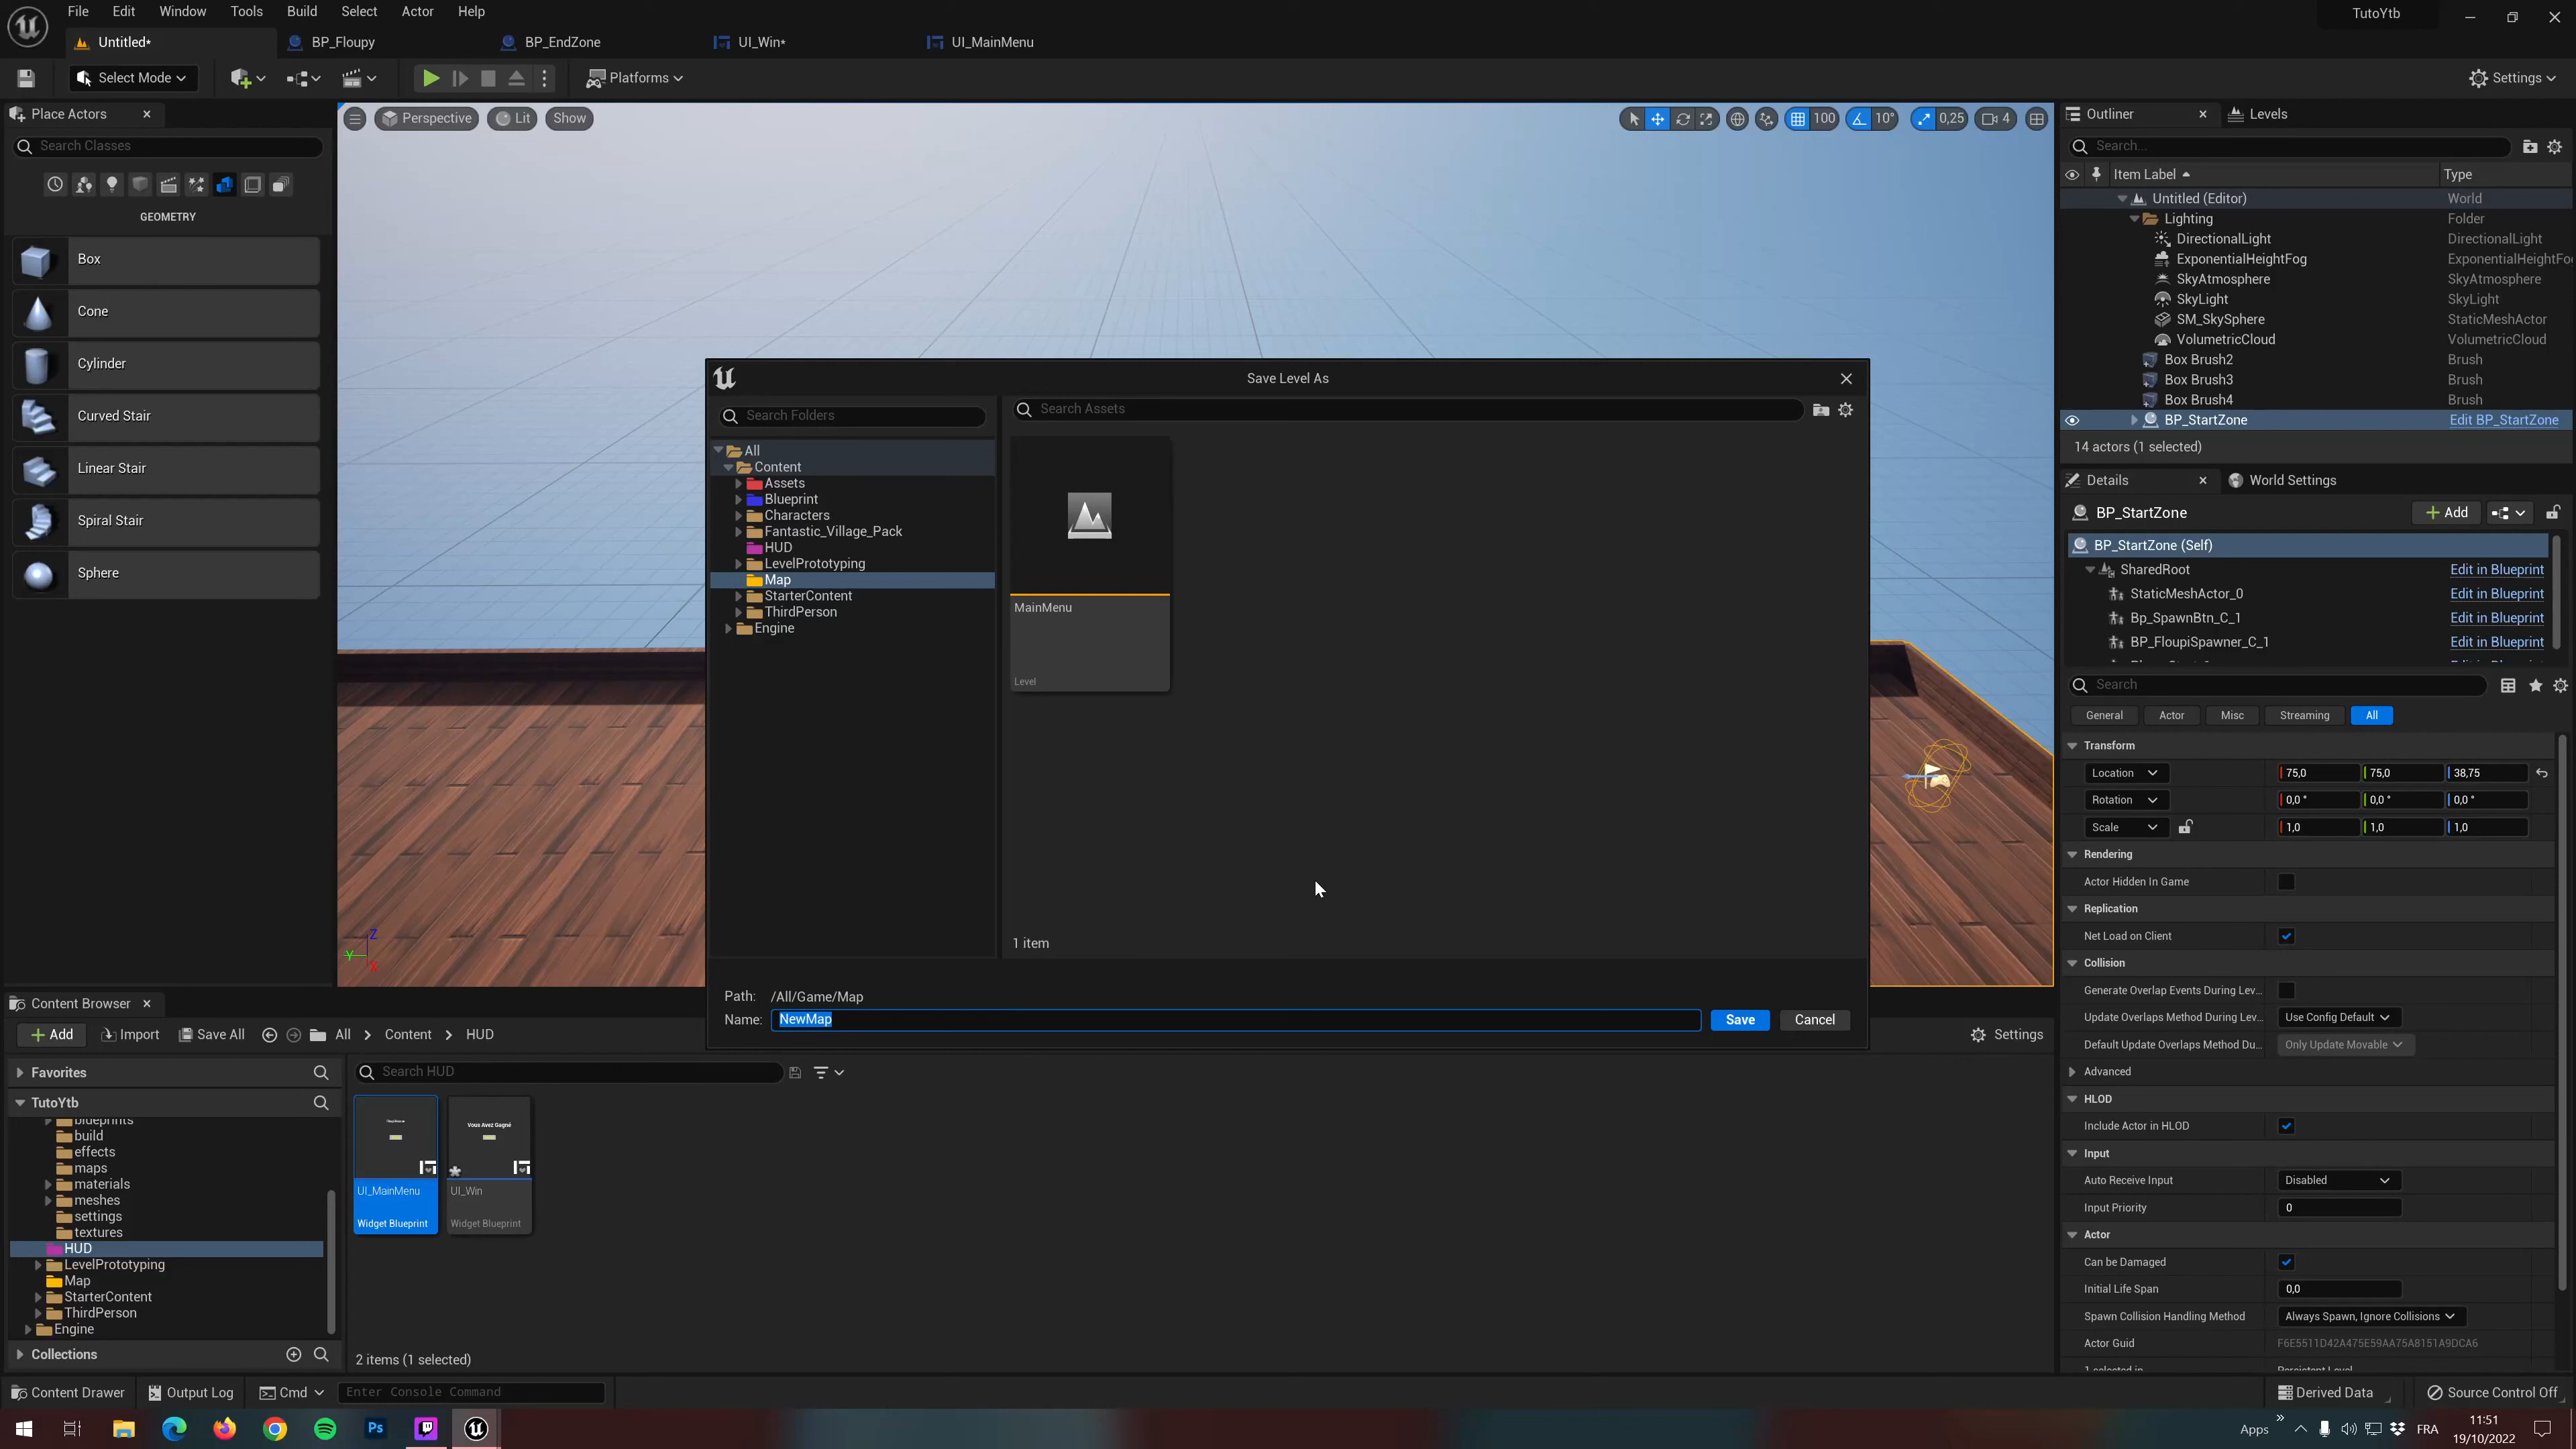 File Edit Window Tools Build Select Actor Help
TutoYtb
Untitled* BP_Floupy BP_EndZone UI_Win* UI_MainMenu
Select Mode Platforms Settings
Place Actors
Search Classes
GEOMETRY
Box
Cone
Cylinder
Curved Stair
Linear Stair
Spiral Stair
Sphere
Perspective Lit Show
100 10° 0,25 4
Save Level As
Search Folders
Search Assets
All
Content
Assets
Blueprint
Characters
Fantastic_Village_Pack
HUD
LevelPrototyping
Map
StarterContent
ThirdPerson
Engine
MainMenu
Level
1 item
Path: /All/Game/Map
Name: NewMap Save Cancel
Z
Y
X
Outliner Levels
Search...
Item Label Type
Untitled (Editor) World
Lighting Folder
DirectionalLight DirectionalLight
ExponentialHeightFog ExponentialHeightFo
SkyAtmosphere SkyAtmosphere
SkyLight SkyLight
SM_SkySphere StaticMeshActor
VolumetricCloud VolumetricCloud
Box Brush2 Brush
Box Brush3 Brush
Box Brush4 Brush
BP_StartZone Edit BP_StartZone
14 actors (1 selected)
Details World Settings
BP_StartZone Add
BP_StartZone (Self)
SharedRoot Edit in Blueprint
StaticMeshActor_0 Edit in Blueprint
Bp_SpawnBtn_C_1 Edit in Blueprint
BP_FloupiSpawner_C_1 Edit in Blueprint
Search
General Actor Misc Streaming All
Transform
Location 75,0 75,0 38,75
Rotation 0,0 ° 0,0 ° 0,0 °
Scale 1,0 1,0 1,0
Rendering
Actor Hidden In Game
Replication
Net Load on Client
Collision
Generate Overlap Events During Lev...
Update Overlaps Method During Leve... Use Config Default
Default Update Overlaps Method Du... Only Update Movable
Advanced
HLOD
Include Actor in HLOD
Input
Auto Receive Input Disabled
Input Priority 0
Actor
Can be Damaged
Initial Life Span 0,0
Spawn Collision Handling Method Always Spawn, Ignore Collisions
Actor Guid F6E5511D42A475E59AA75A8151A9DCA6
Content Browser
Add Import Save All All Content HUD Settings
Favorites
TutoYtb
blueprints
build
effects
maps
materials
meshes
settings
textures
HUD
LevelPrototyping
Map
StarterContent
ThirdPerson
Engine
Collections
Search HUD
Vous Avez Gagné
UI_MainMenu UI_Win
Widget Blueprint Widget Blueprint
2 items (1 selected)
Content Drawer Output Log Cmd Enter Console Command Derived Data Source Control Off
Ps
Apps FRA 11:51
19/10/2022